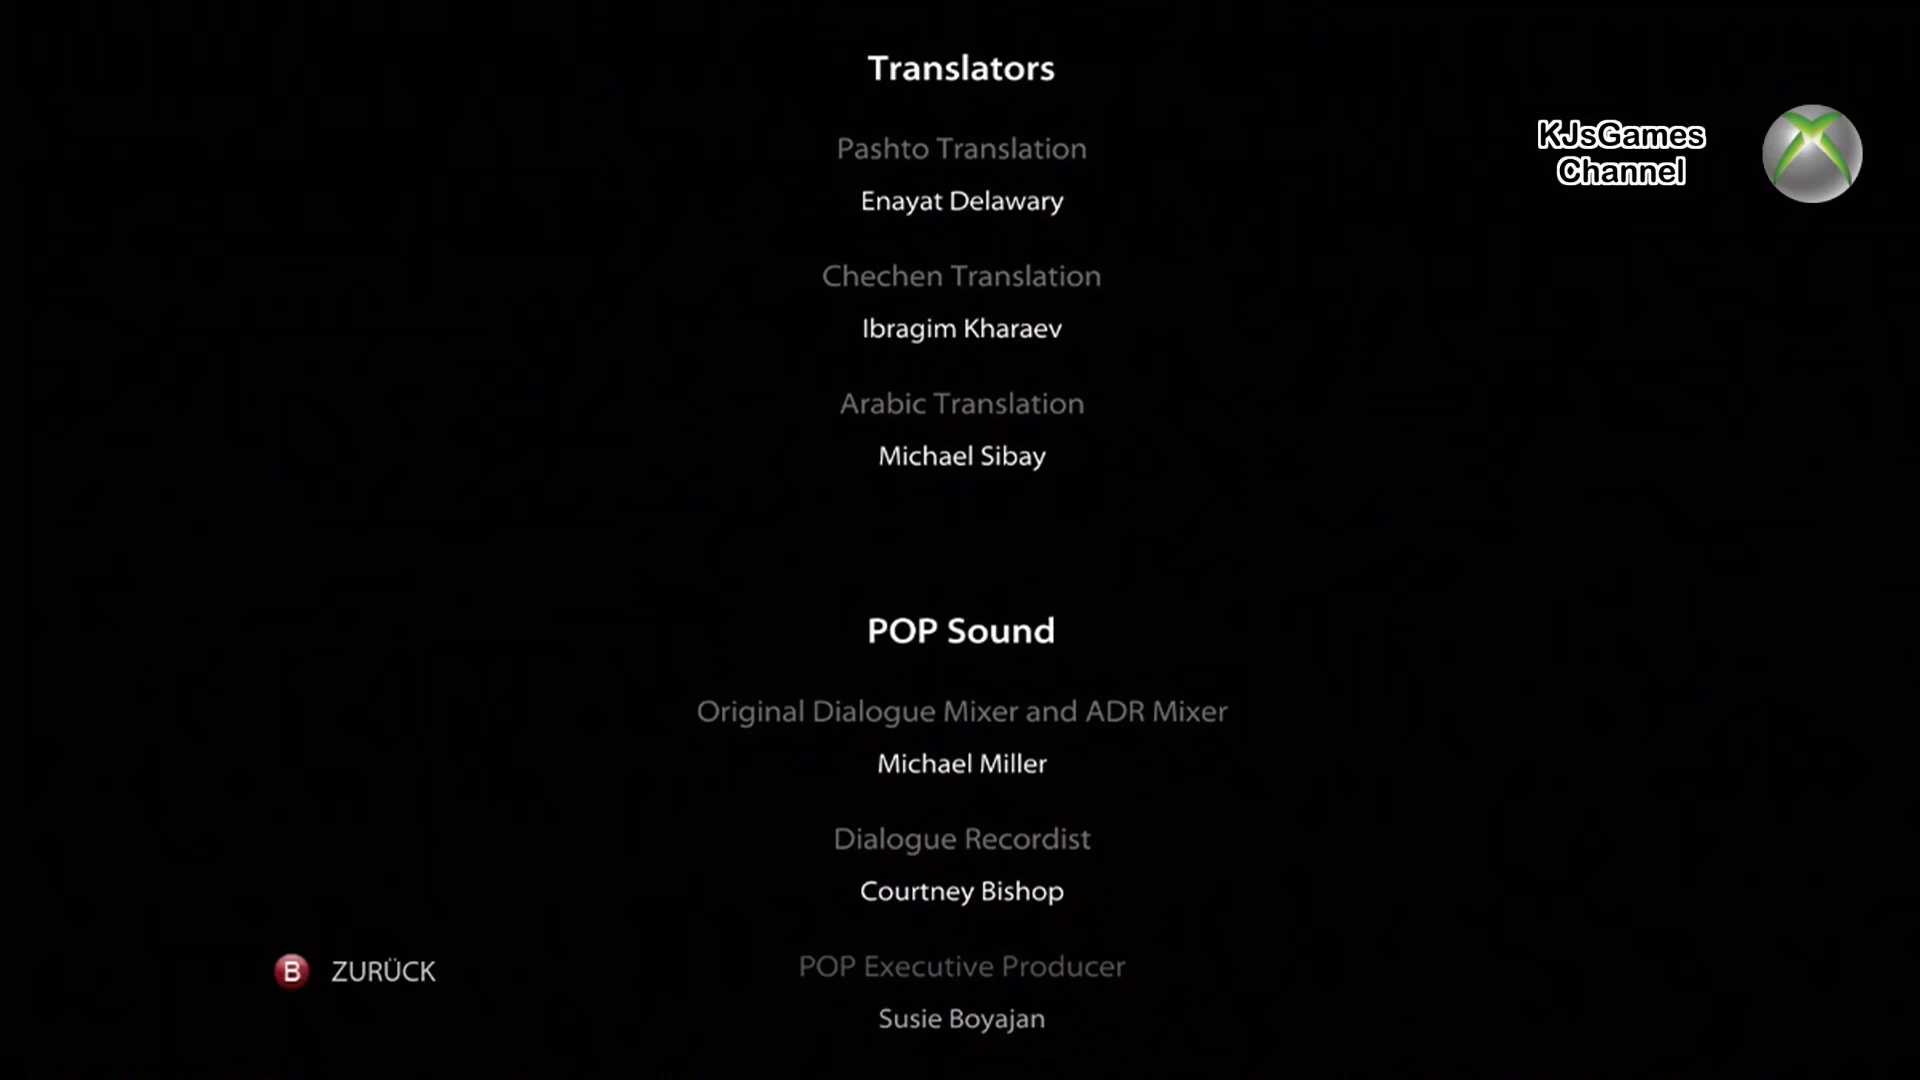 Translators
Pashto Translation
Enayat Delawary
Chechen Translation
Ibragim Kharaev
Arabic Translation
Michael Sibay
KJsGames
Channel
POP Sound
Original Dialogue Mixer and ADR Mixer
Michael Miller
Dialogue Recordist
Courtney Bishop
POP Executive Producer
Susie Boyajan
B ZURÜCK